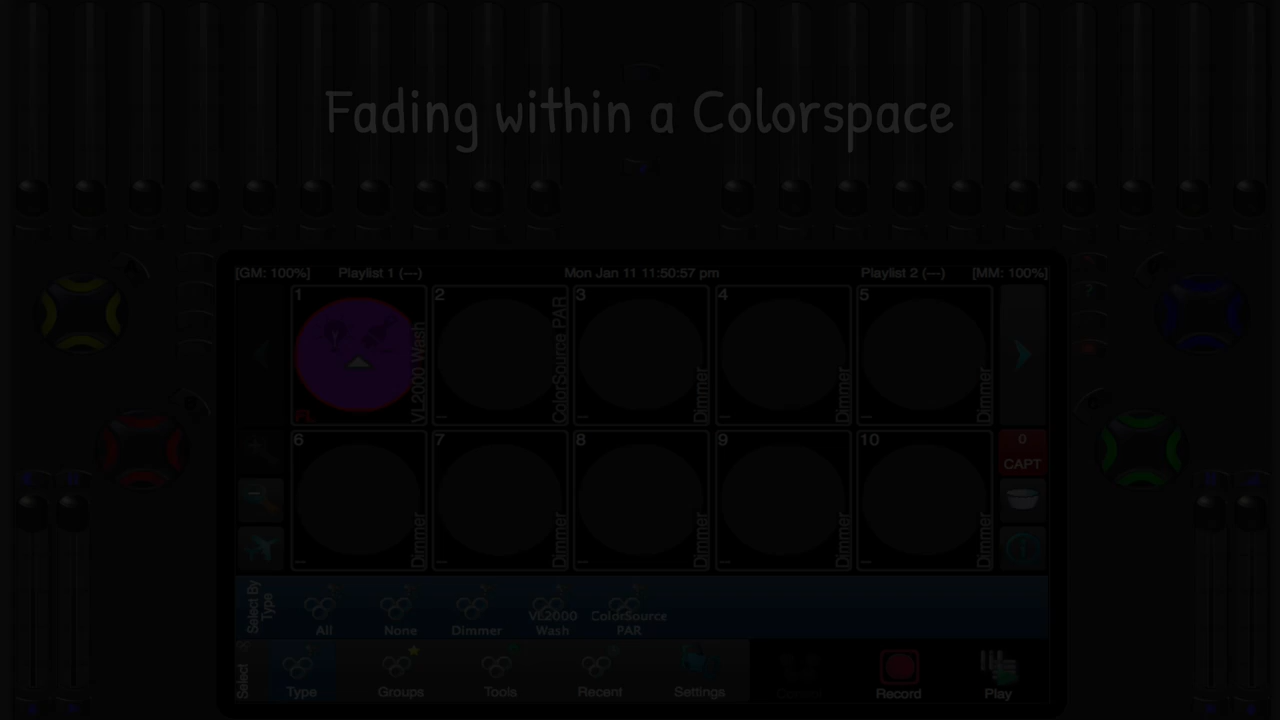 Fading within a Colorspace
[GM: 100%] Playlist 1 (---) Mon Jan 11 11:50:57 pm Playlist 2 (---) [MM: 100%]
1 VL2000 Wash
2 ColorSource PAR
3 Dimmer
4 Dimmer
5 Dimmer
6 Dimmer
7 Dimmer
8 Dimmer
9 Dimmer
10 Dimmer
0
CAPT
Select By
Type
All None Dimmer VL2000 Wash ColorSource PAR
Select
Type Groups Tools Recent Settings Record Play